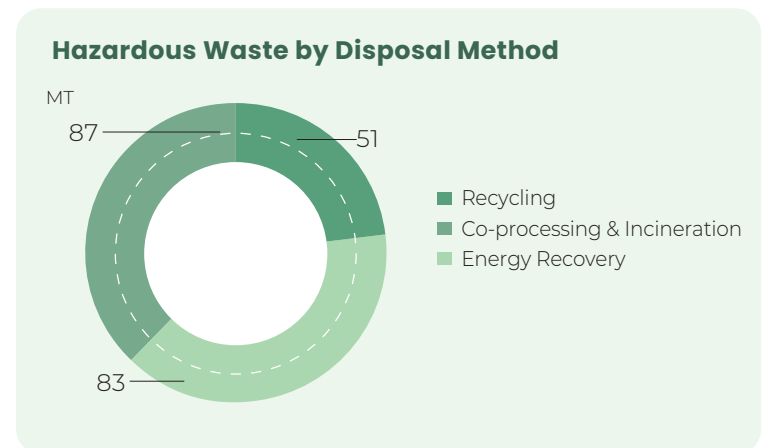 Hazardous Waste by Disposal Method
MT
87
51
Recycling
Co-processing & Incineration
Energy Recovery
83